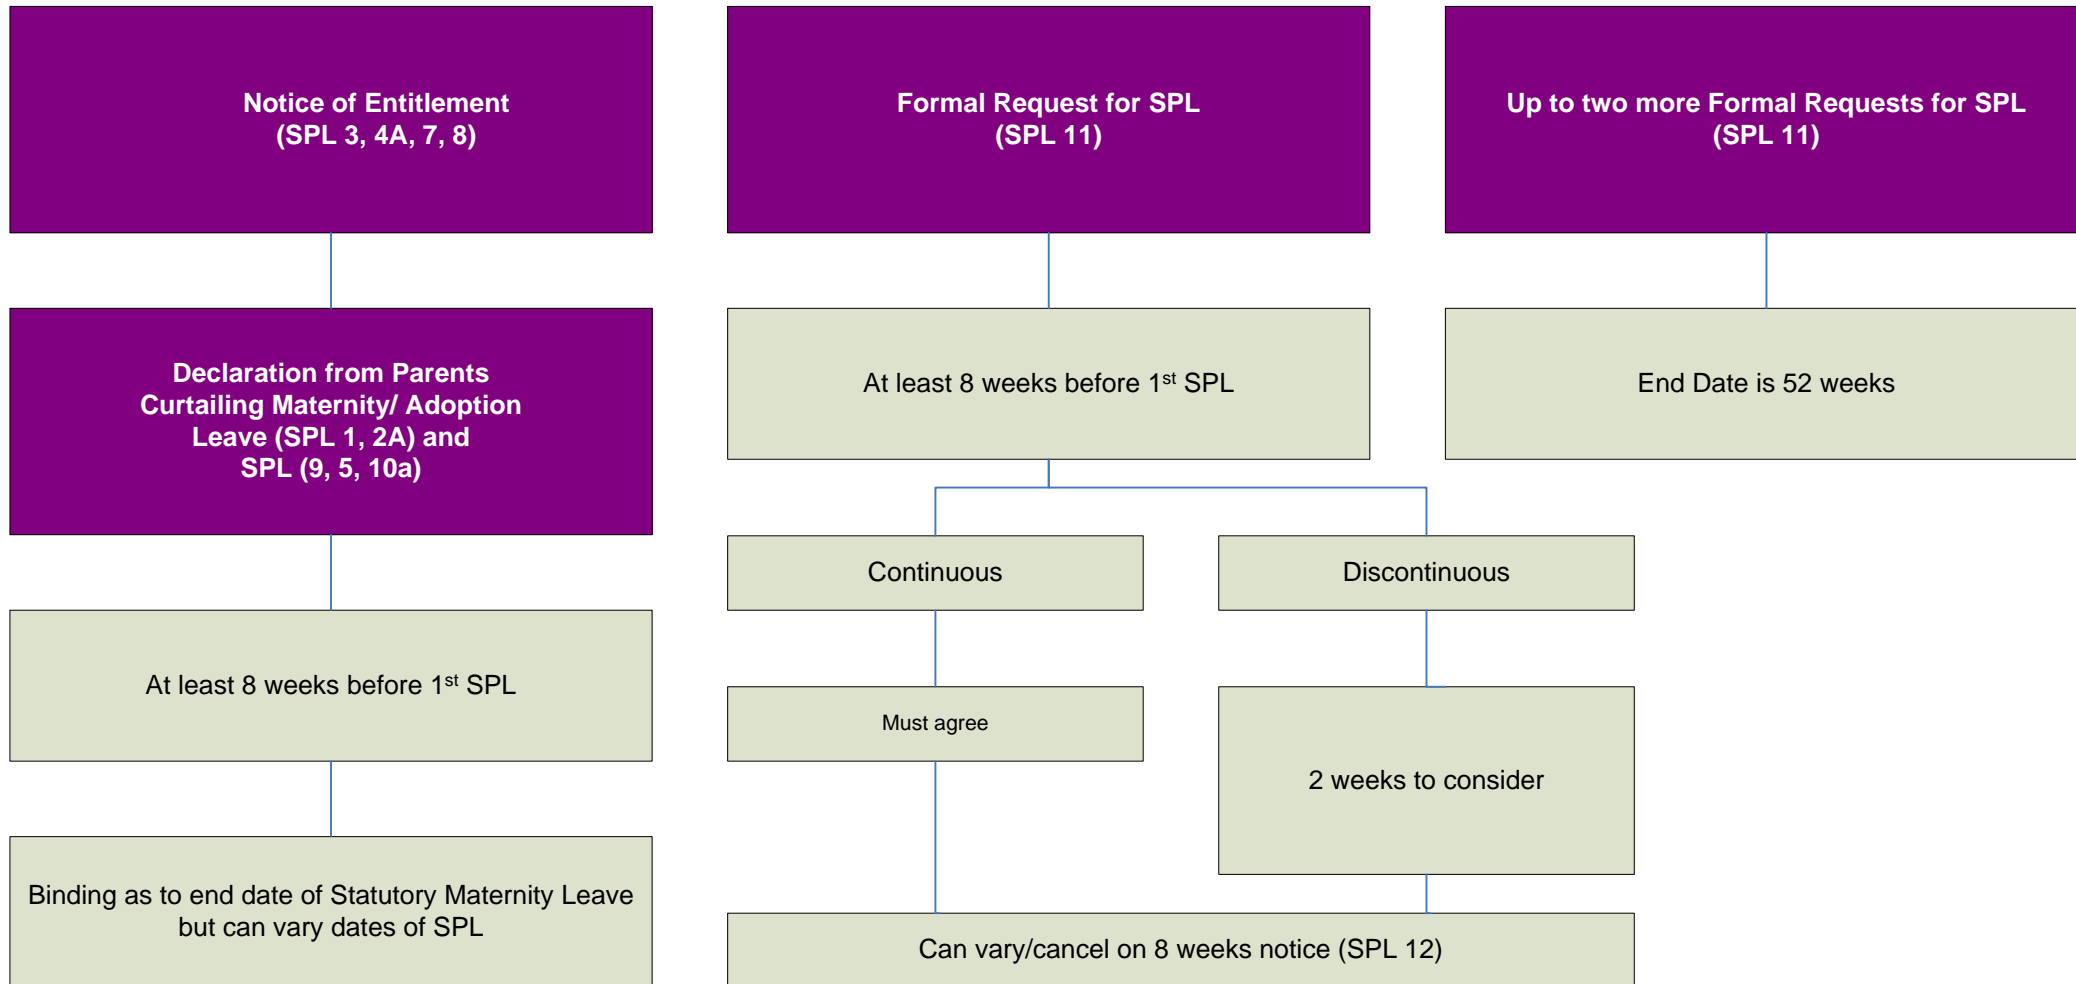 Notice of Entitlement
(SPL 3, 4A, 7, 8)
Declaration from Parents
Curtailing Maternity/ Adoption
Leave (SPL 1, 2A) and
SPL (9, 5, 10a)
At least 8 weeks before 1st SPL
Binding as to end date of Statutory Maternity Leave
but can vary dates of SPL
Formal Request for SPL
(SPL 11)
At least 8 weeks before 1st SPL
Continuous
Discontinuous
Must agree
2 weeks to consider
Can vary/cancel on 8 weeks notice (SPL 12)
Up to two more Formal Requests for SPL
(SPL 11)
End Date is 52 weeks